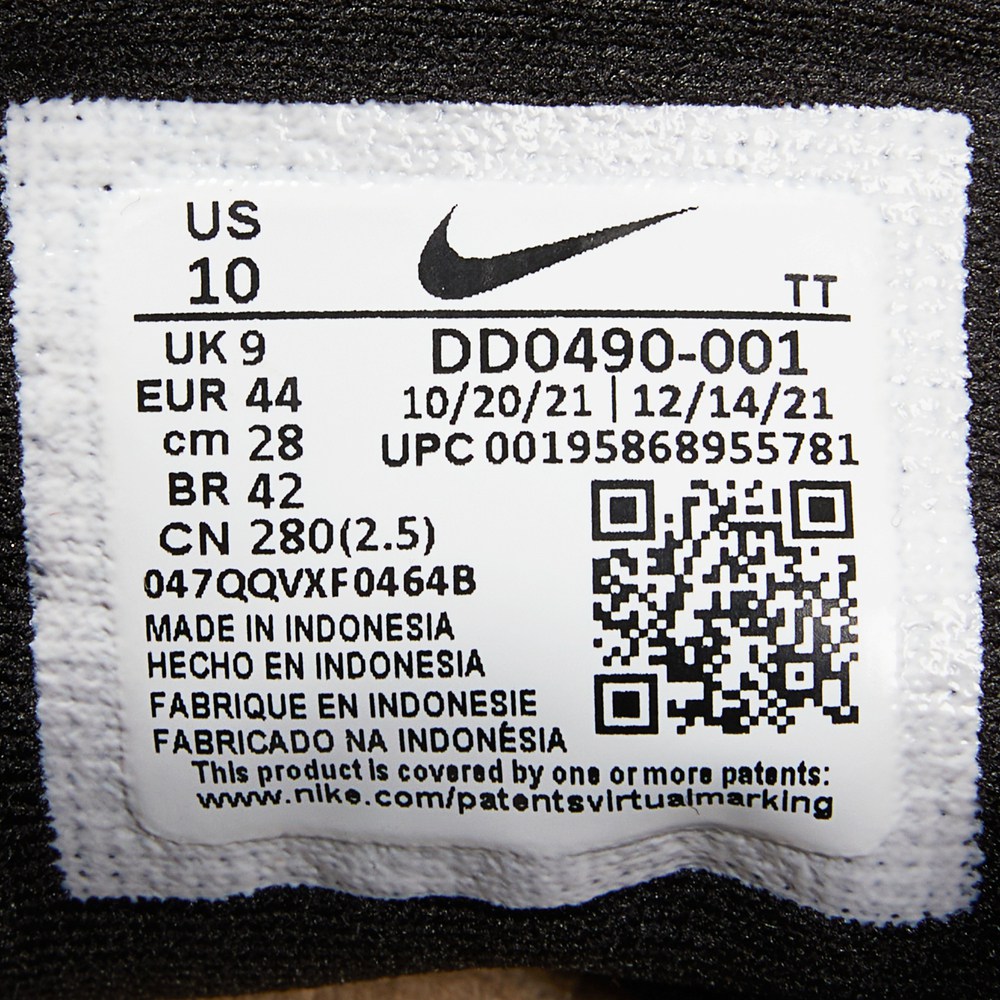 US
10
TT
UK 9
EUR 44
cm 28
BR 42
CN 280(2.5)
DD0490-001
10/20/21 | 12/14/21
UPC 00195868955781
047QQVXF0464B
MADE IN INDONESIA
HECHO EN INDONESIA
FABRIQUE EN INDONESIE
FABRICADO NA INDONÉSIA
This product is covered by one or more patents:
www.nike.com/patentsvirtualmarking